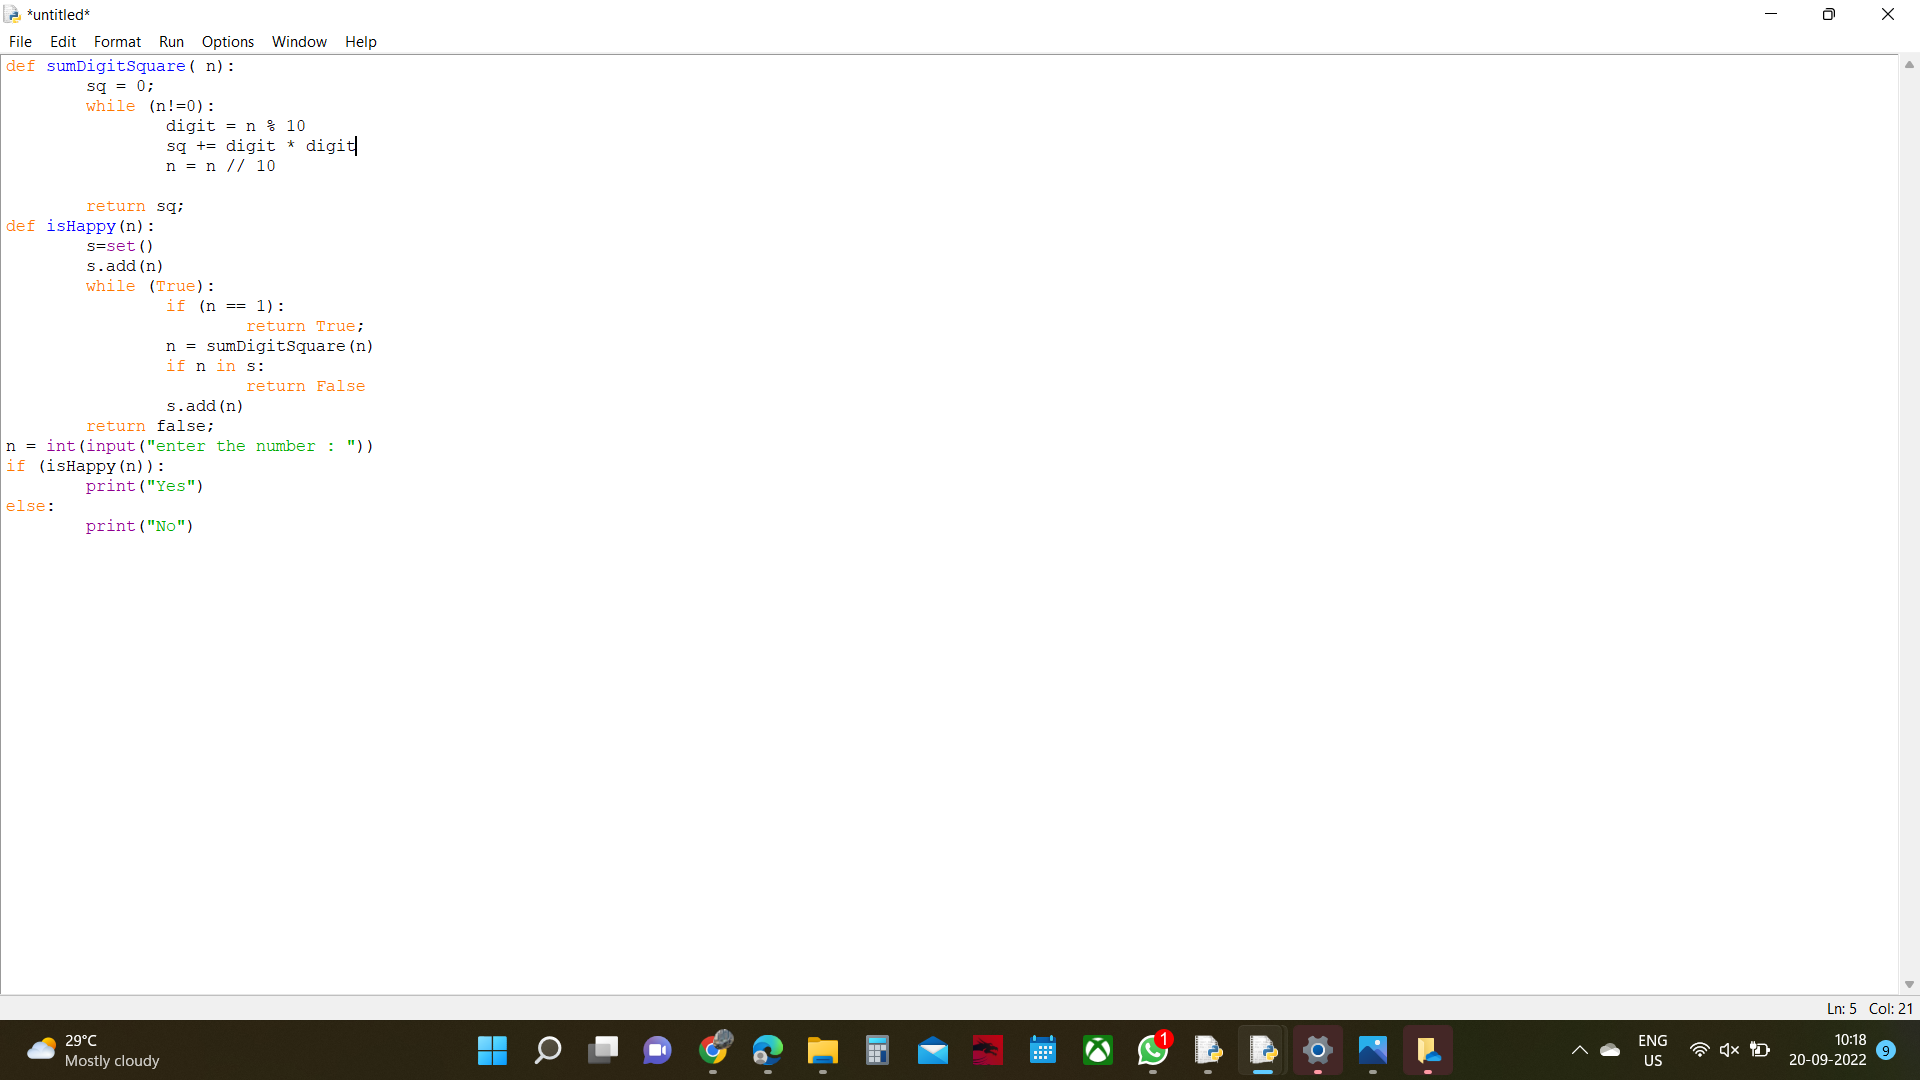 *untitled*
File Edit Format Run Options Window Help
def sumDigitSquare( n):
        sq = 0;
        while (n!=0):
                digit = n % 10
                sq += digit * digit
                n = n // 10

        return sq;
def isHappy(n):
        s=set()
        s.add(n)
        while (True):
                if (n == 1):
                        return True;
                n = sumDigitSquare(n)
                if n in s:
                        return False
                s.add(n)
        return false;
n = int(input("enter the number : "))
if (isHappy(n)):
        print("Yes")
else:
        print("No")
Ln: 5 Col: 21
29°C
Mostly cloudy
1
ENG
US
10:18
20-09-2022
9